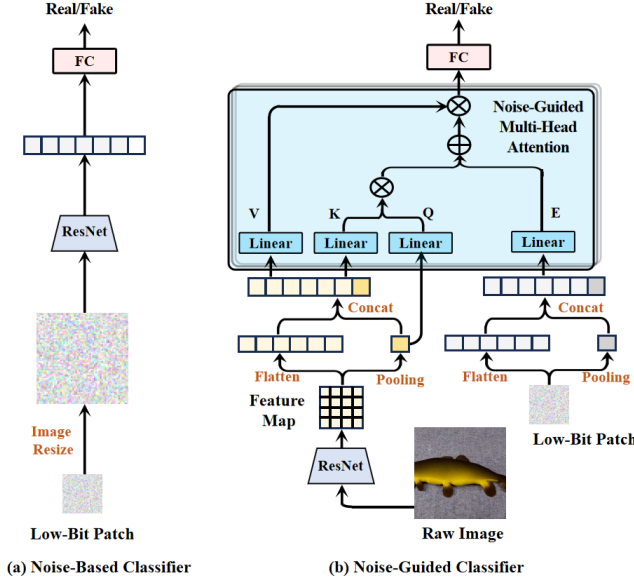 Real/Fake
FC
ResNet
Image
Resize
Low-Bit Patch
(a) Noise-Based Classifier
Real/Fake
FC
Noise-Guided
Multi-Head
Attention
V
K
Q
E
Linear
Linear
Linear
Linear
Concat
Concat
Flatten
Pooling
Flatten
Pooling
Feature
Map
Low-Bit Patch
ResNet
Raw Image
(b) Noise-Guided Classifier